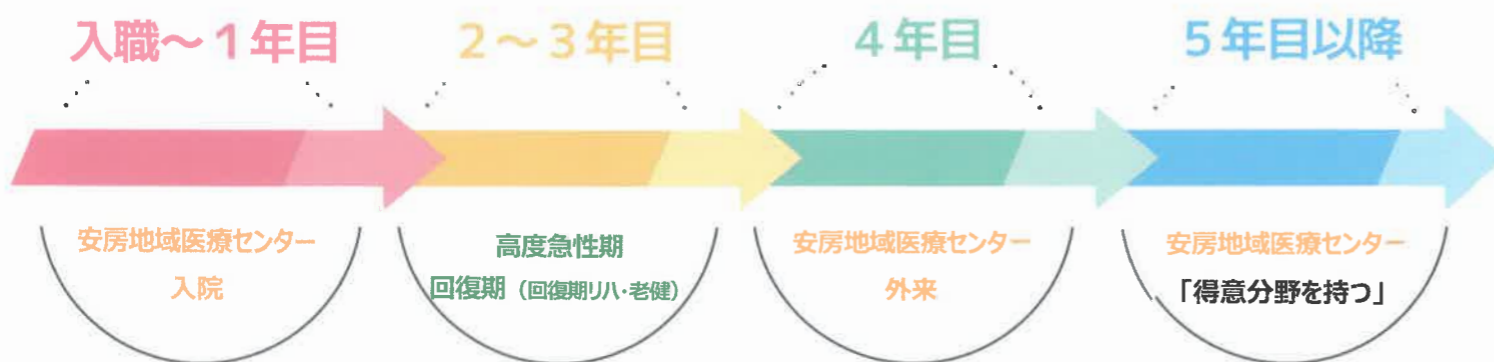 入職～１年目
２～３年目
４年目
５年目以降
安房地域医療センター
入院
高度急性期
回復期（回復期リハ・老健）
安房地域医療センター
外来
安房地域医療センター
「得意分野を持つ」